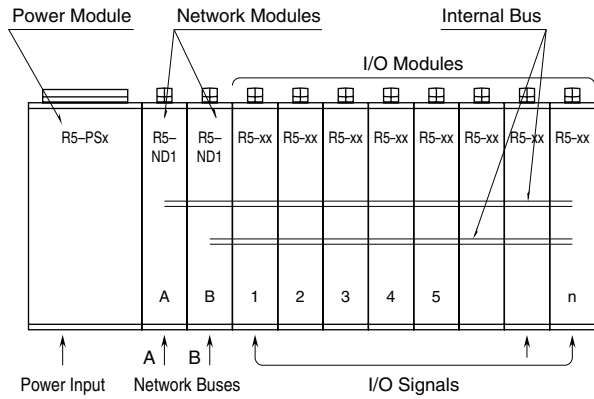 Power Module
Network Modules
Internal Bus
I/O Modules
R5–PSx
R5–
ND1
R5–
ND1
R5-xx
R5-xx
R5-xx
R5-xx
R5-xx
R5-xx
R5-xx
R5-xx
A
B
1
2
3
4
5
n
A
B
Power Input
Network Buses
I/O Signals